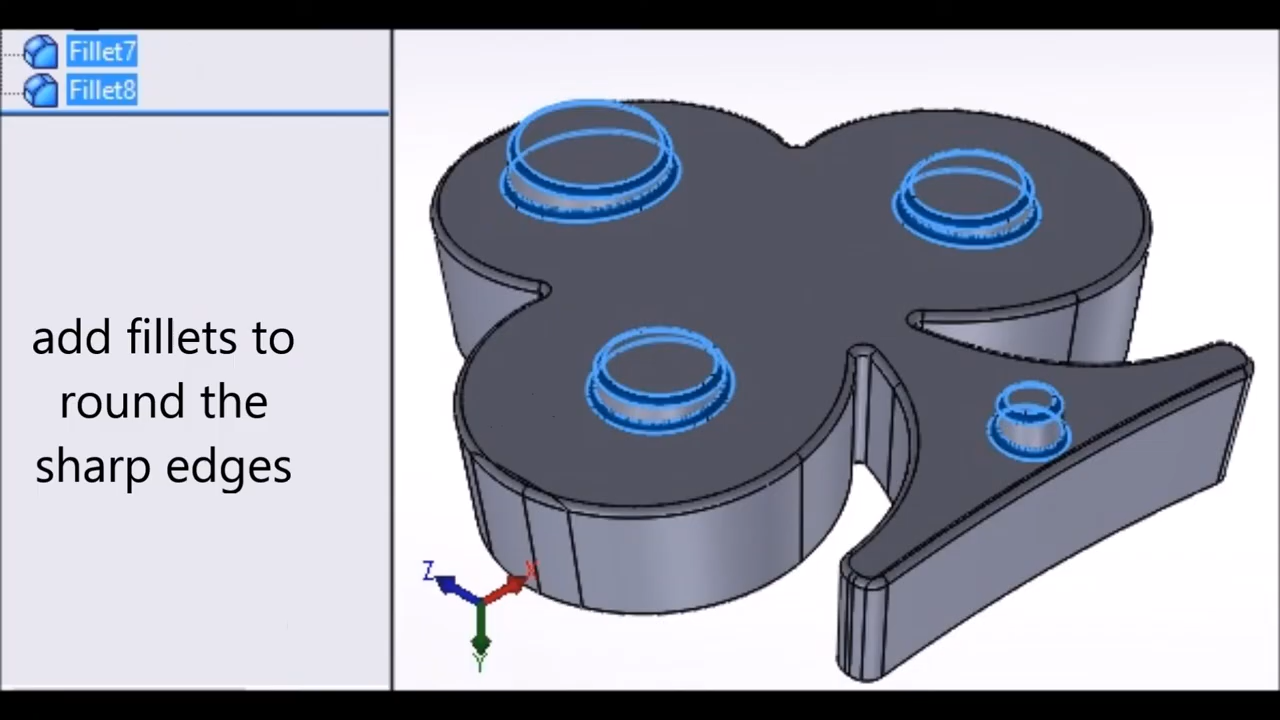 Fillet7
Fillet8
add fillets to
round the
sharp edges
Z
X
Y